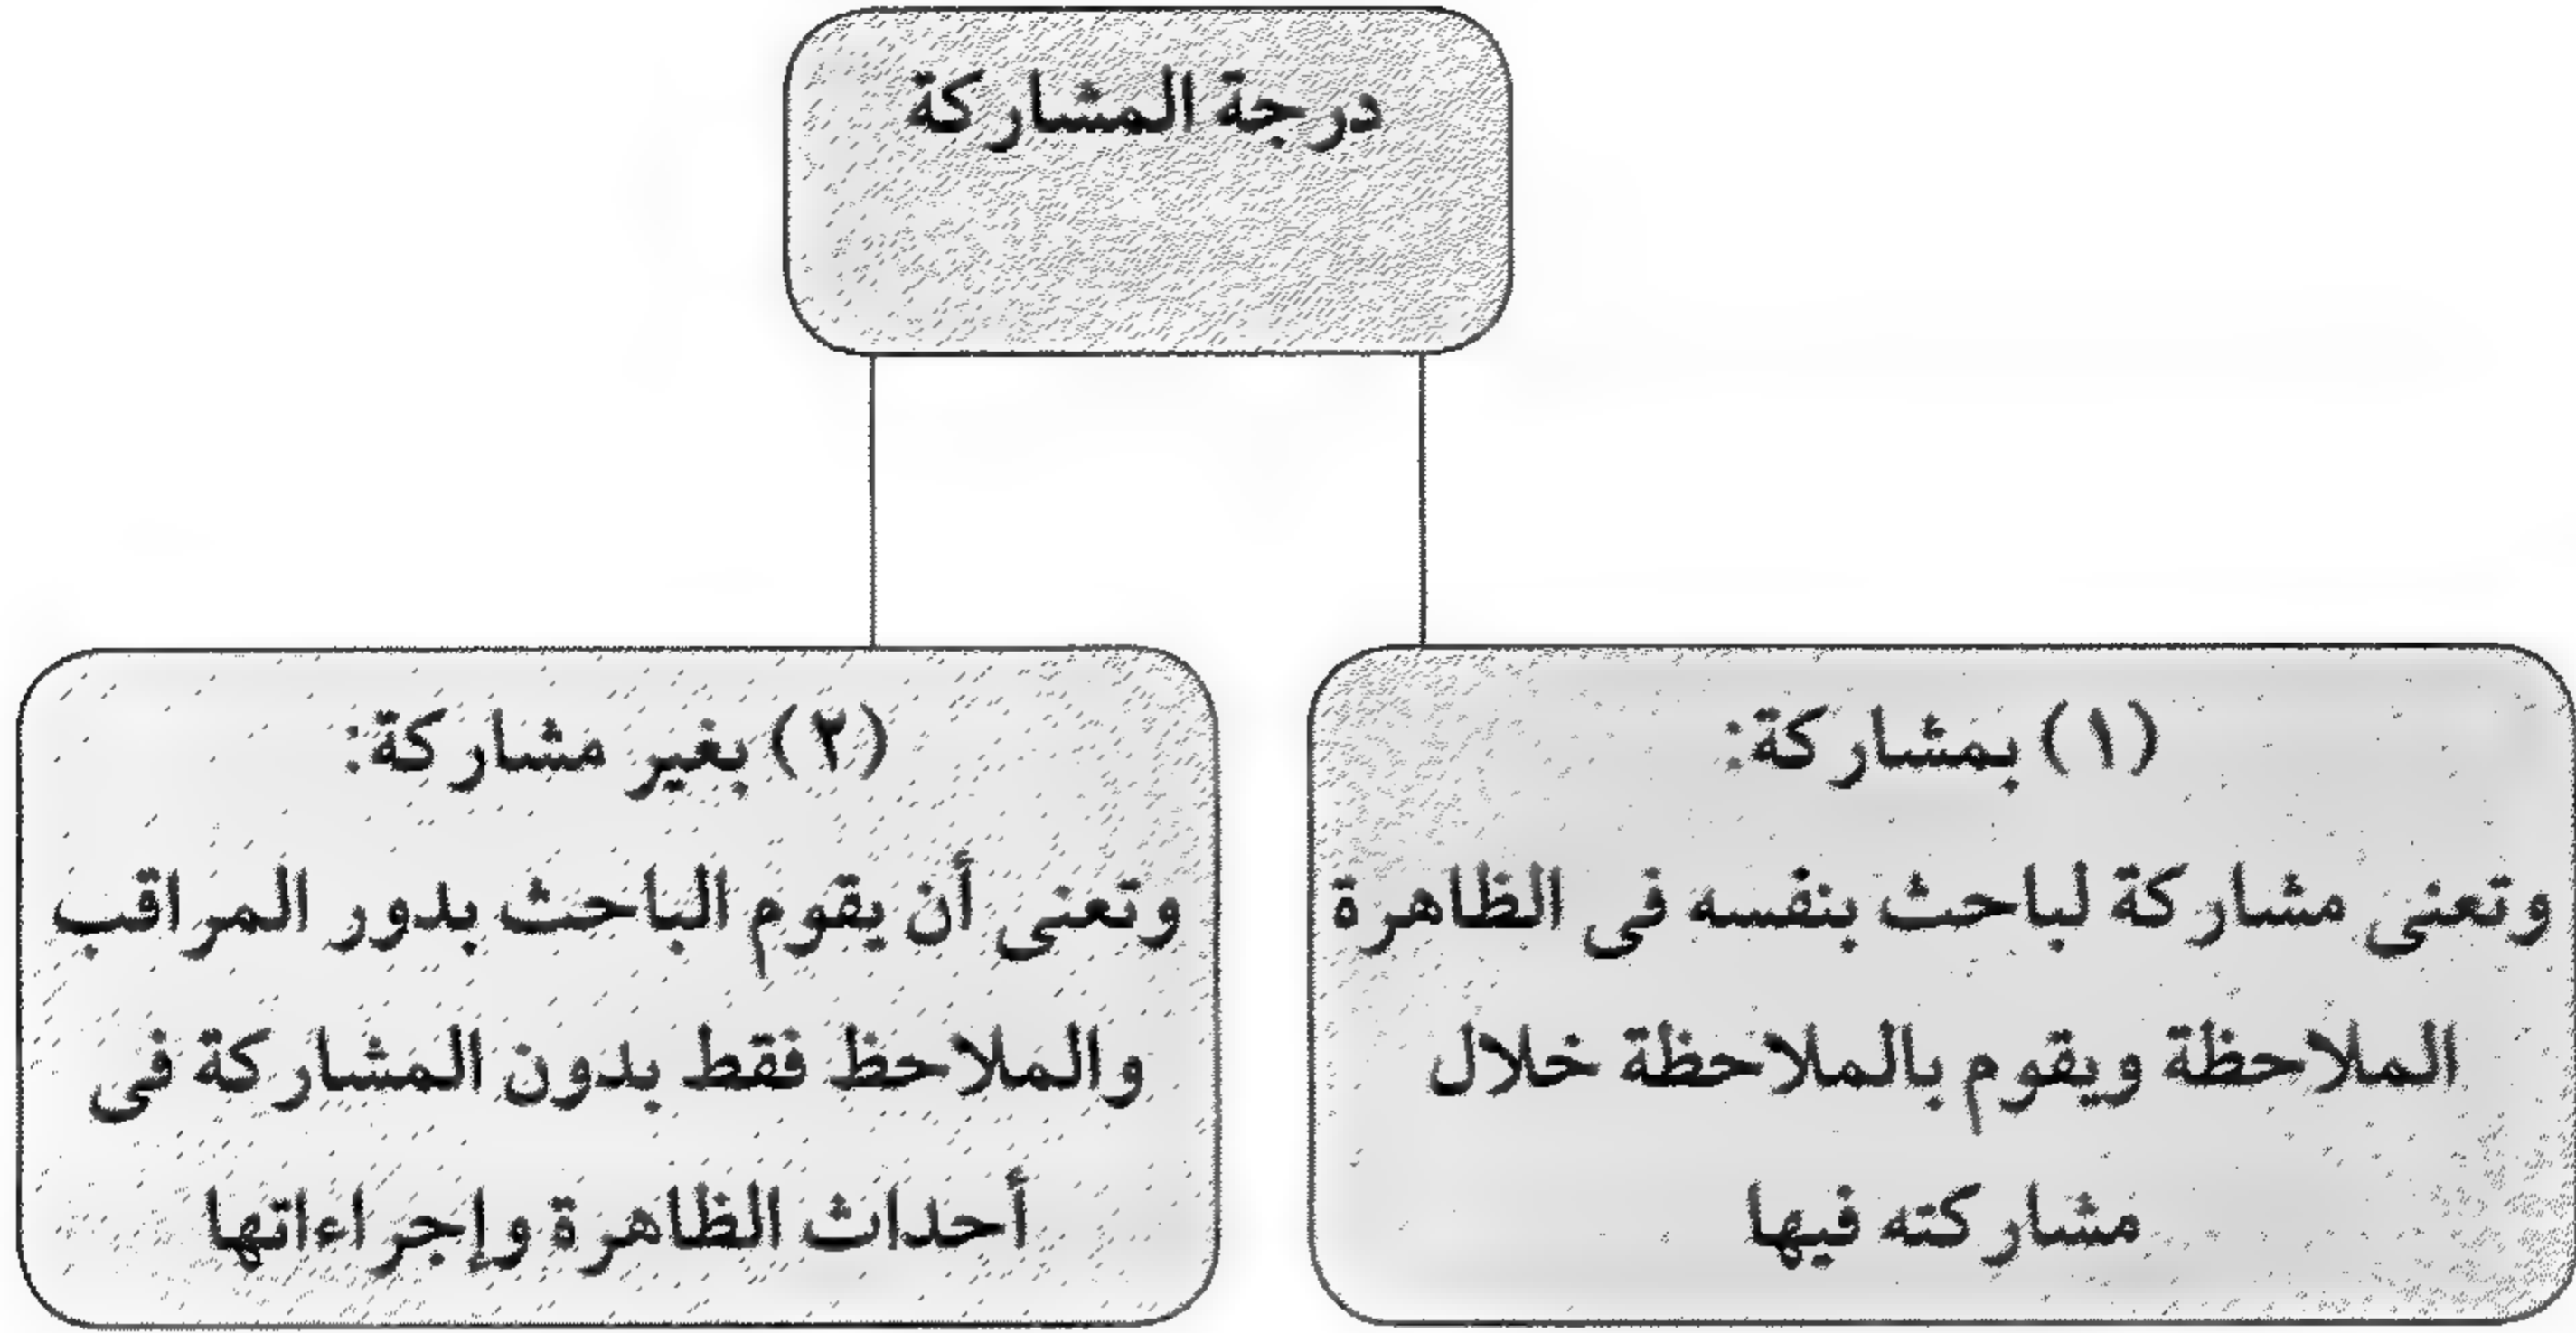 درجة المشاركة
(١) بمشاركة:
وتعنى مشاركة لباحث بنفسه فى الظاهرة
الملاحظة ويقوم بالملاحظة خلال
مشاركته فيها
(٢) بغير مشاركة:
وتعنى أن يقوم الباحث بدور المراقب
والملاحظ فقط بدون المشاركة فى
أحداث الظاهرة وإجراءاتها